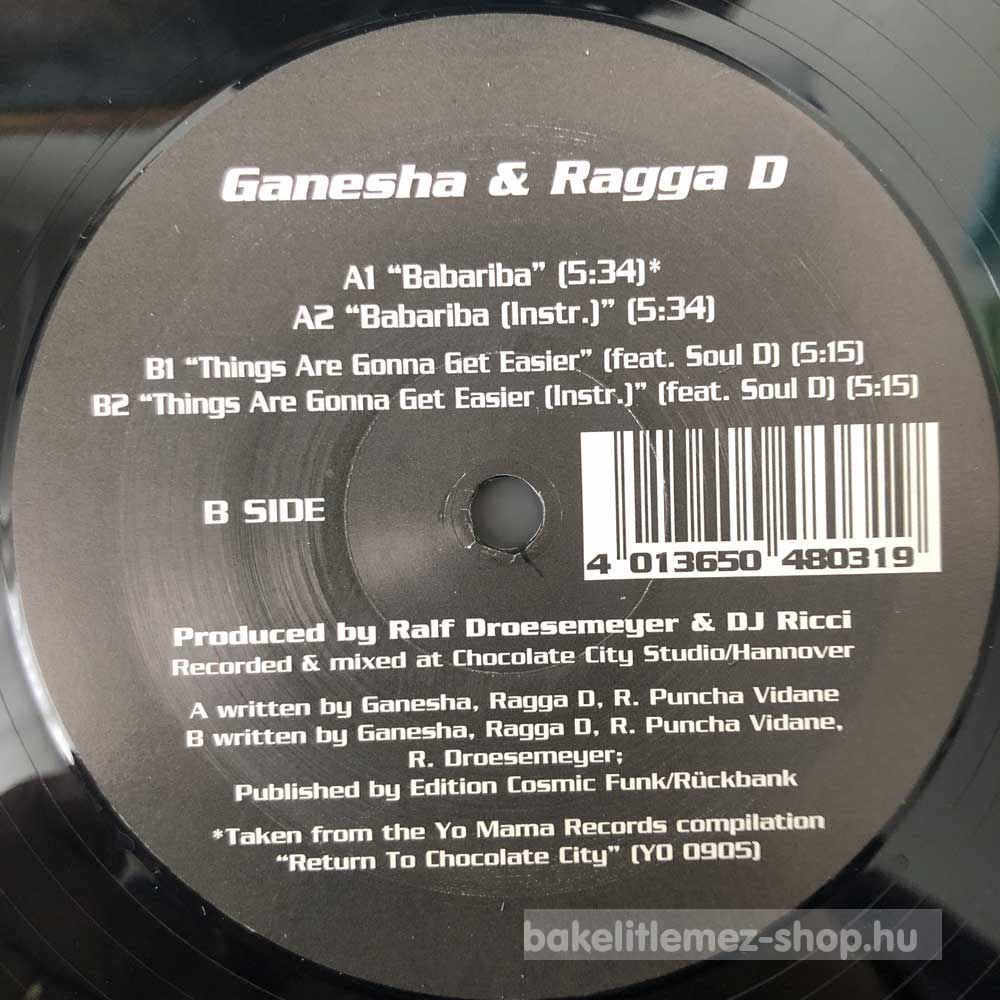 Ganesha & Ragga D
A1 “Babariba” (5:34)*
A2 “Babariba (Instr.)” (5:34)
B1 “Things Are Gonna Get Easier” (feat. Soul D) (5:15)
B2 “Things Are Gonna Get Easier (Instr.)” (feat. Soul D) (5:15)
B SIDE
4 013650 480319
Produced by Ralf Droesemeyer & DJ Ricci
Recorded & mixed at Chocolate City Studio/Hannover
A written by Ganesha, Ragga D, R. Puncha Vidane
B written by Ganesha, Ragga D, R. Puncha Vidane,
R. Droesemeyer;
Published by Edition Cosmic Funk/Rückbank
*Taken from the Yo Mama Records compilation
“Return To Chocolate City” (YO 0905)
bakelitlemez-shop.hu